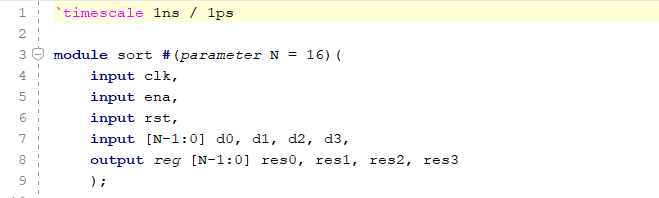 1 `timescale 1ns / 1ps
2
3 module sort #(parameter N = 16)(
4 input clk,
5 input ena,
6 input rst,
7 input [N-1:0] d0, d1, d2, d3,
8 output reg [N-1:0] res0, res1, res2, res3
9 );